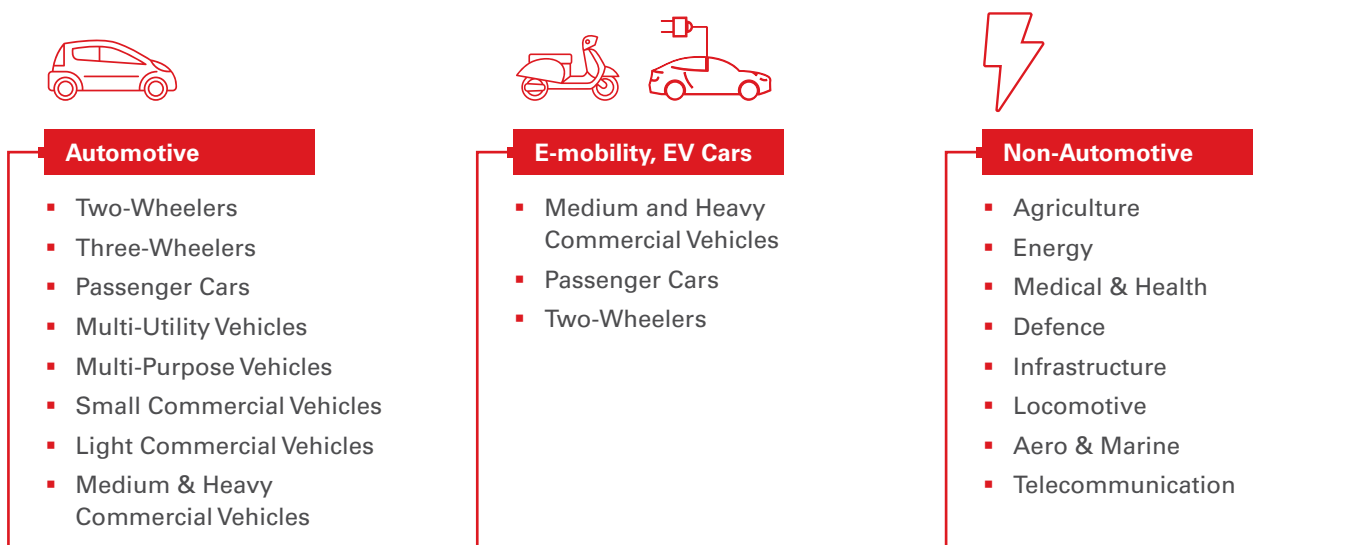 Automotive
Two-Wheelers
Three-Wheelers
Passenger Cars
Multi-Utility Vehicles
Multi-Purpose Vehicles
Small Commercial Vehicles
Light Commercial Vehicles
Medium & Heavy
Commercial Vehicles
E-mobility, EV Cars
Medium and Heavy
Commercial Vehicles
Passenger Cars
Two-Wheelers
Non-Automotive
Agriculture
Energy
Medical & Health
Defence
Infrastructure
Locomotive
Aero & Marine
Telecommunication